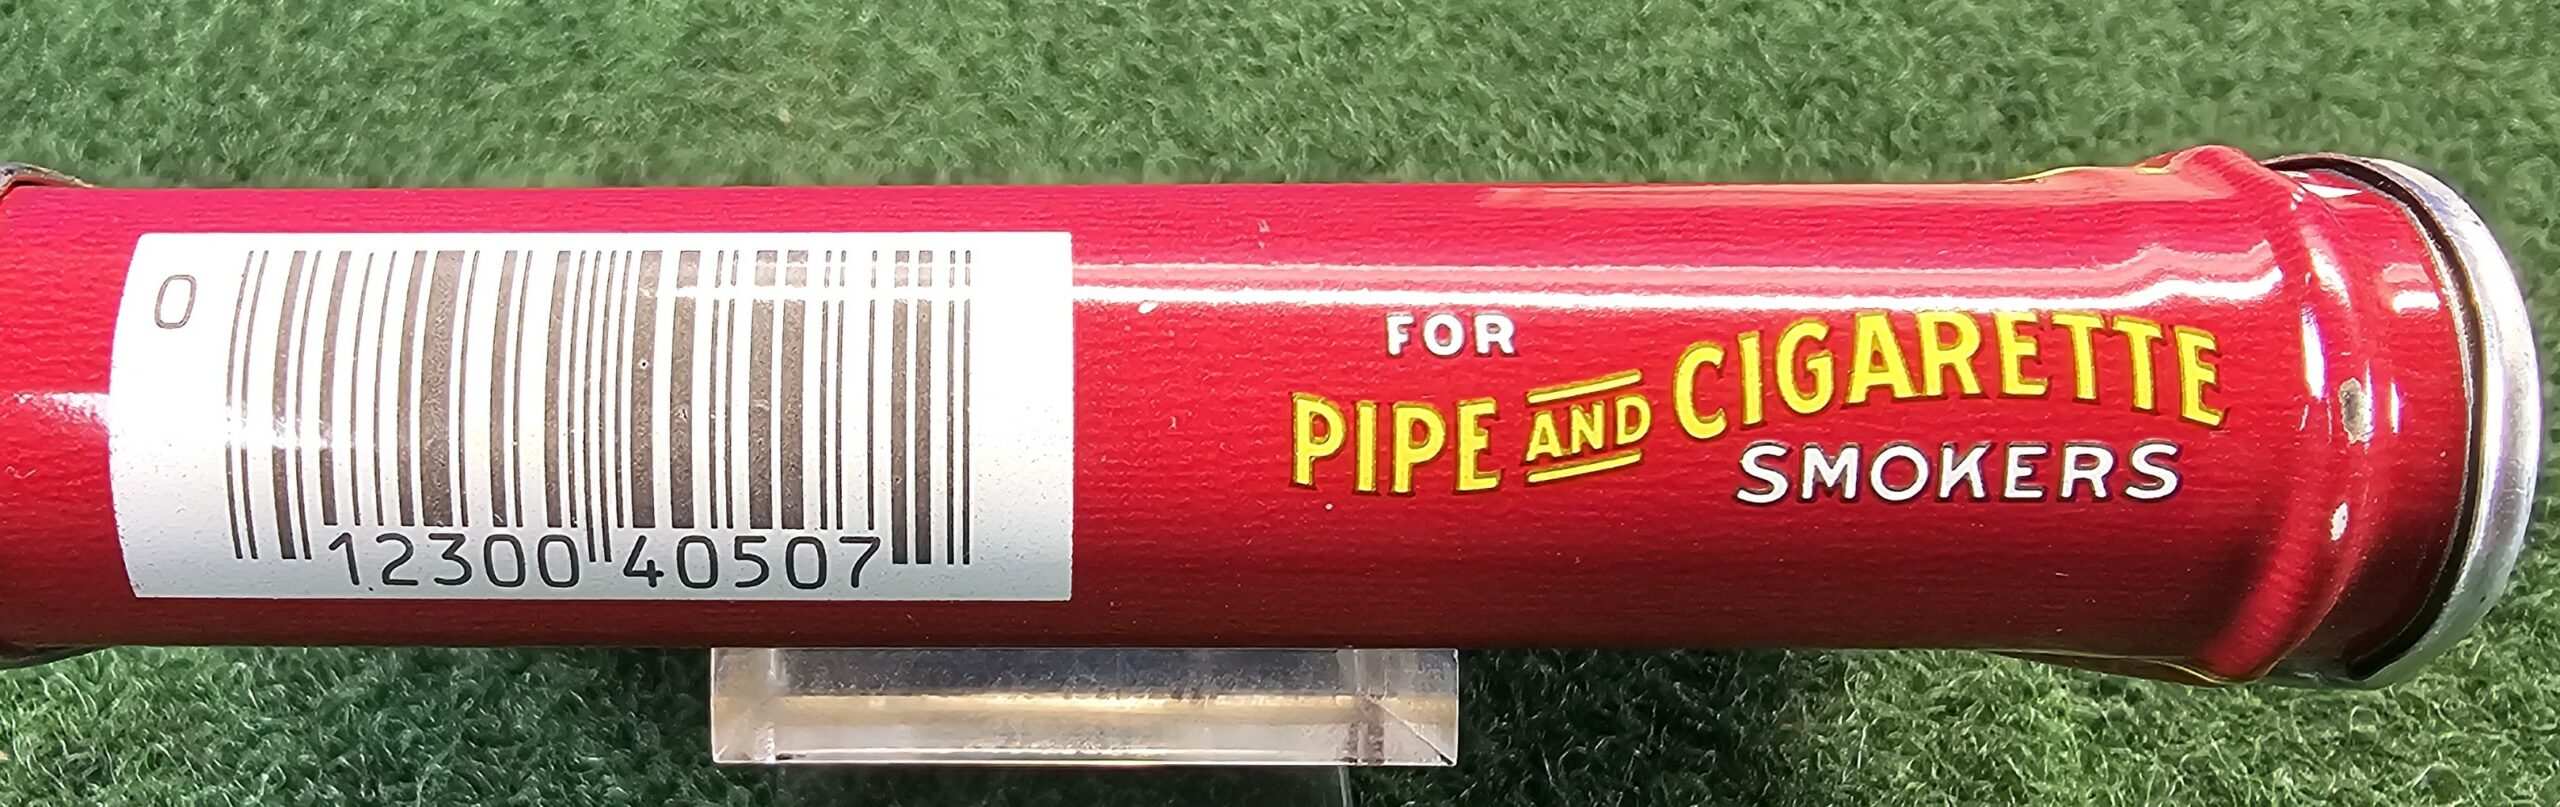 0
12300 40507
FOR
PIPE AND CIGARETTE
SMOKERS